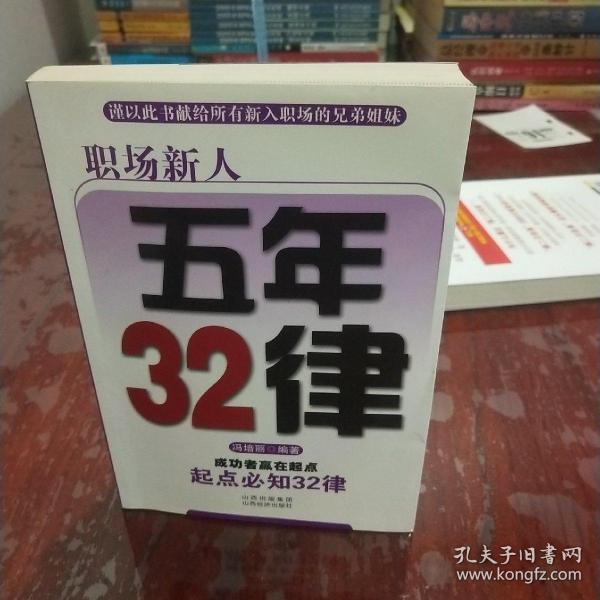 谨以此书献给所有新入职场的兄弟姐妹
职场新人
五年
32律
冯培丽◎编著
成功者赢在起点
起点必知32律
山西出版集团
山西经济出版社
孔夫子旧书网
www.kongfz.com